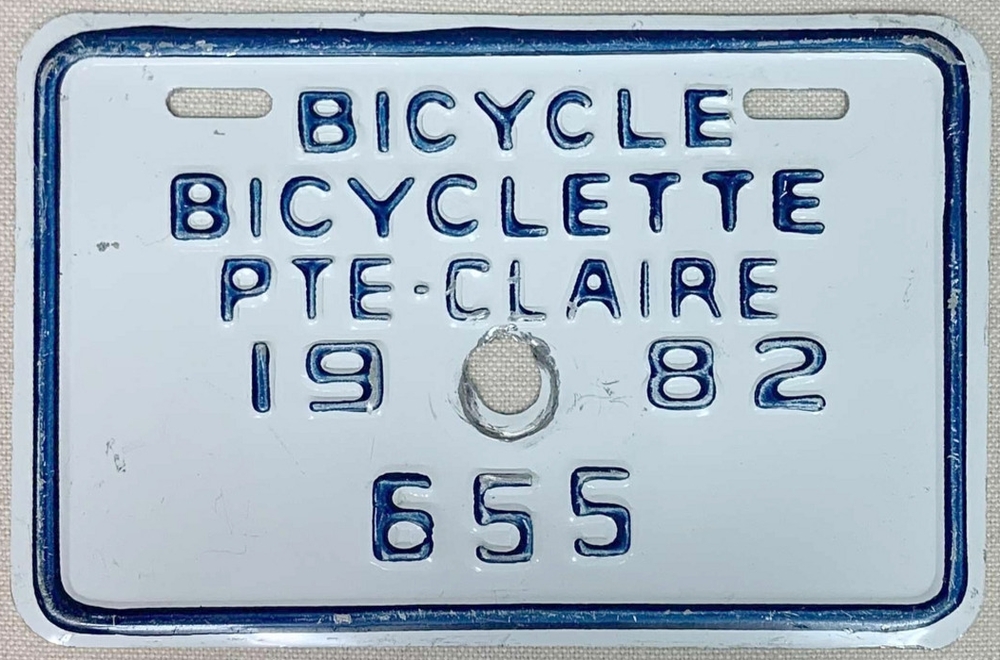 BICYCLE
BICYCLETTE
PTE-CLAIRE
19 82
655